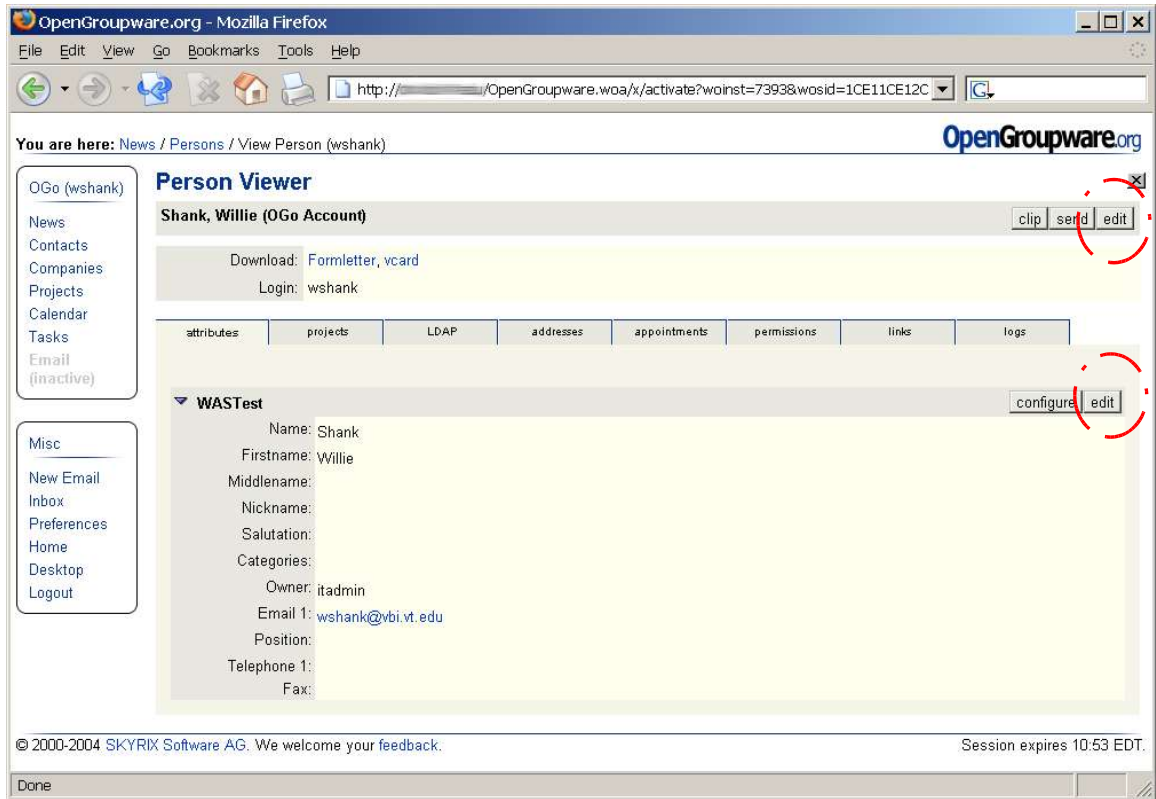 OpenGroupware.org - Mozilla Firefox
File Edit View Go Bookmarks Tools Help
http:// /OpenGroupware.woa/x/activate?woinst=7393&wosid=1CE11CE12C
G
You are here: News / Persons / View Person (wshank)
OpenGroupware.org
OGo (wshank)
News
Contacts
Companies
Projects
Calendar
Tasks
Email
(inactive)
Misc
New Email
Inbox
Preferences
Home
Desktop
Logout
Person Viewer
Shank, Willie (OGo Account)
clip send edit
Download: Formletter, vcard
Login: wshank
attributes projects LDAP addresses appointments permissions links logs
WASTest
configure edit
Name: Shank
Firstname: Willie
Middlename:
Nickname:
Salutation:
Categories:
Owner: itadmin
Email 1: wshank@vbi.vt.edu
Position:
Telephone 1:
Fax:
© 2000-2004 SKYRIX Software AG. We welcome your feedback.
Session expires 10:53 EDT.
Done